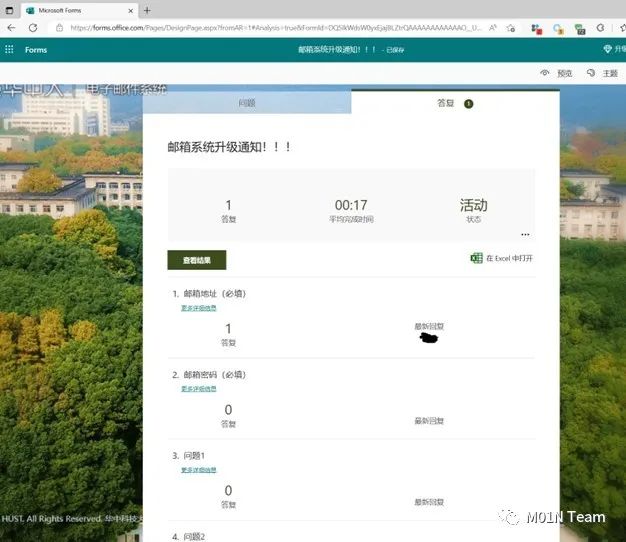 Microsoft Forms
https://forms.office.com/Pages/DesignPage.aspx?fromAR=1#Analysis=true&FormId=
Forms
邮箱系统升级通知！！！ - 已保存
预览
主题
电子邮件系统
问题
答复 1
邮箱系统升级通知！！！
1
答复
00:17
平均完成时间
活动
状态
...
查看结果
在 Excel 中打开
1. 邮箱地址（必填）
更多详细信息
1
答复
最新回复
2. 邮箱密码（必填）
更多详细信息
0
答复
最新回复
3. 问题1
更多详细信息
0
答复
最新回复
4. 问题2
HUST. All Rights Reserved. 华中科技大
M01N Team